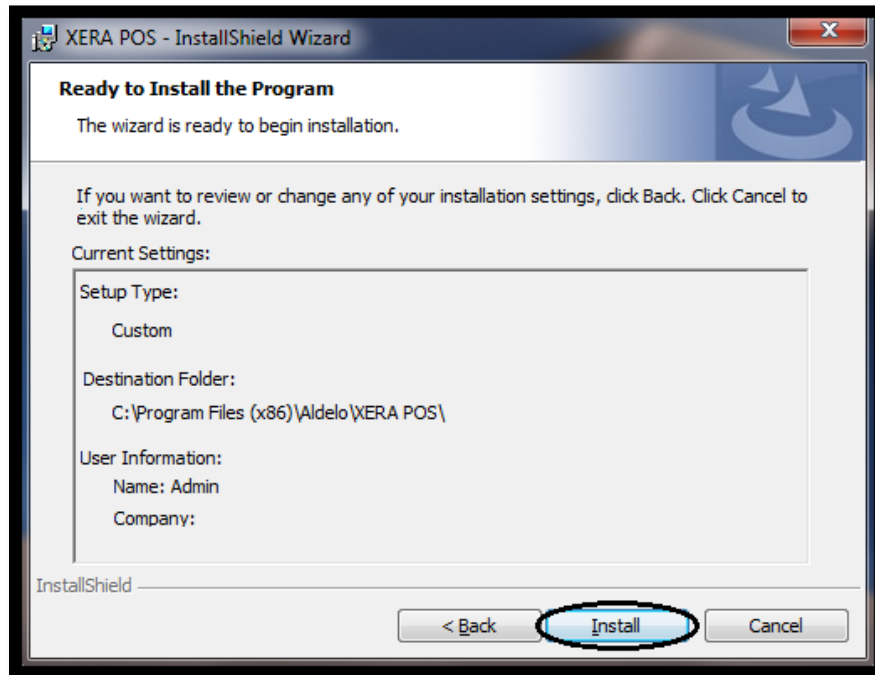 XERA POS - InstallShield Wizard
Ready to Install the Program
The wizard is ready to begin installation.
If you want to review or change any of your installation settings, click Back. Click Cancel to
exit the wizard.
Current Settings:
Setup Type:
Custom
Destination Folder:
C:\Program Files (x86)\Aldelo\XERA POS\
User Information:
Name: Admin
Company:
InstallShield
< Back Install Cancel